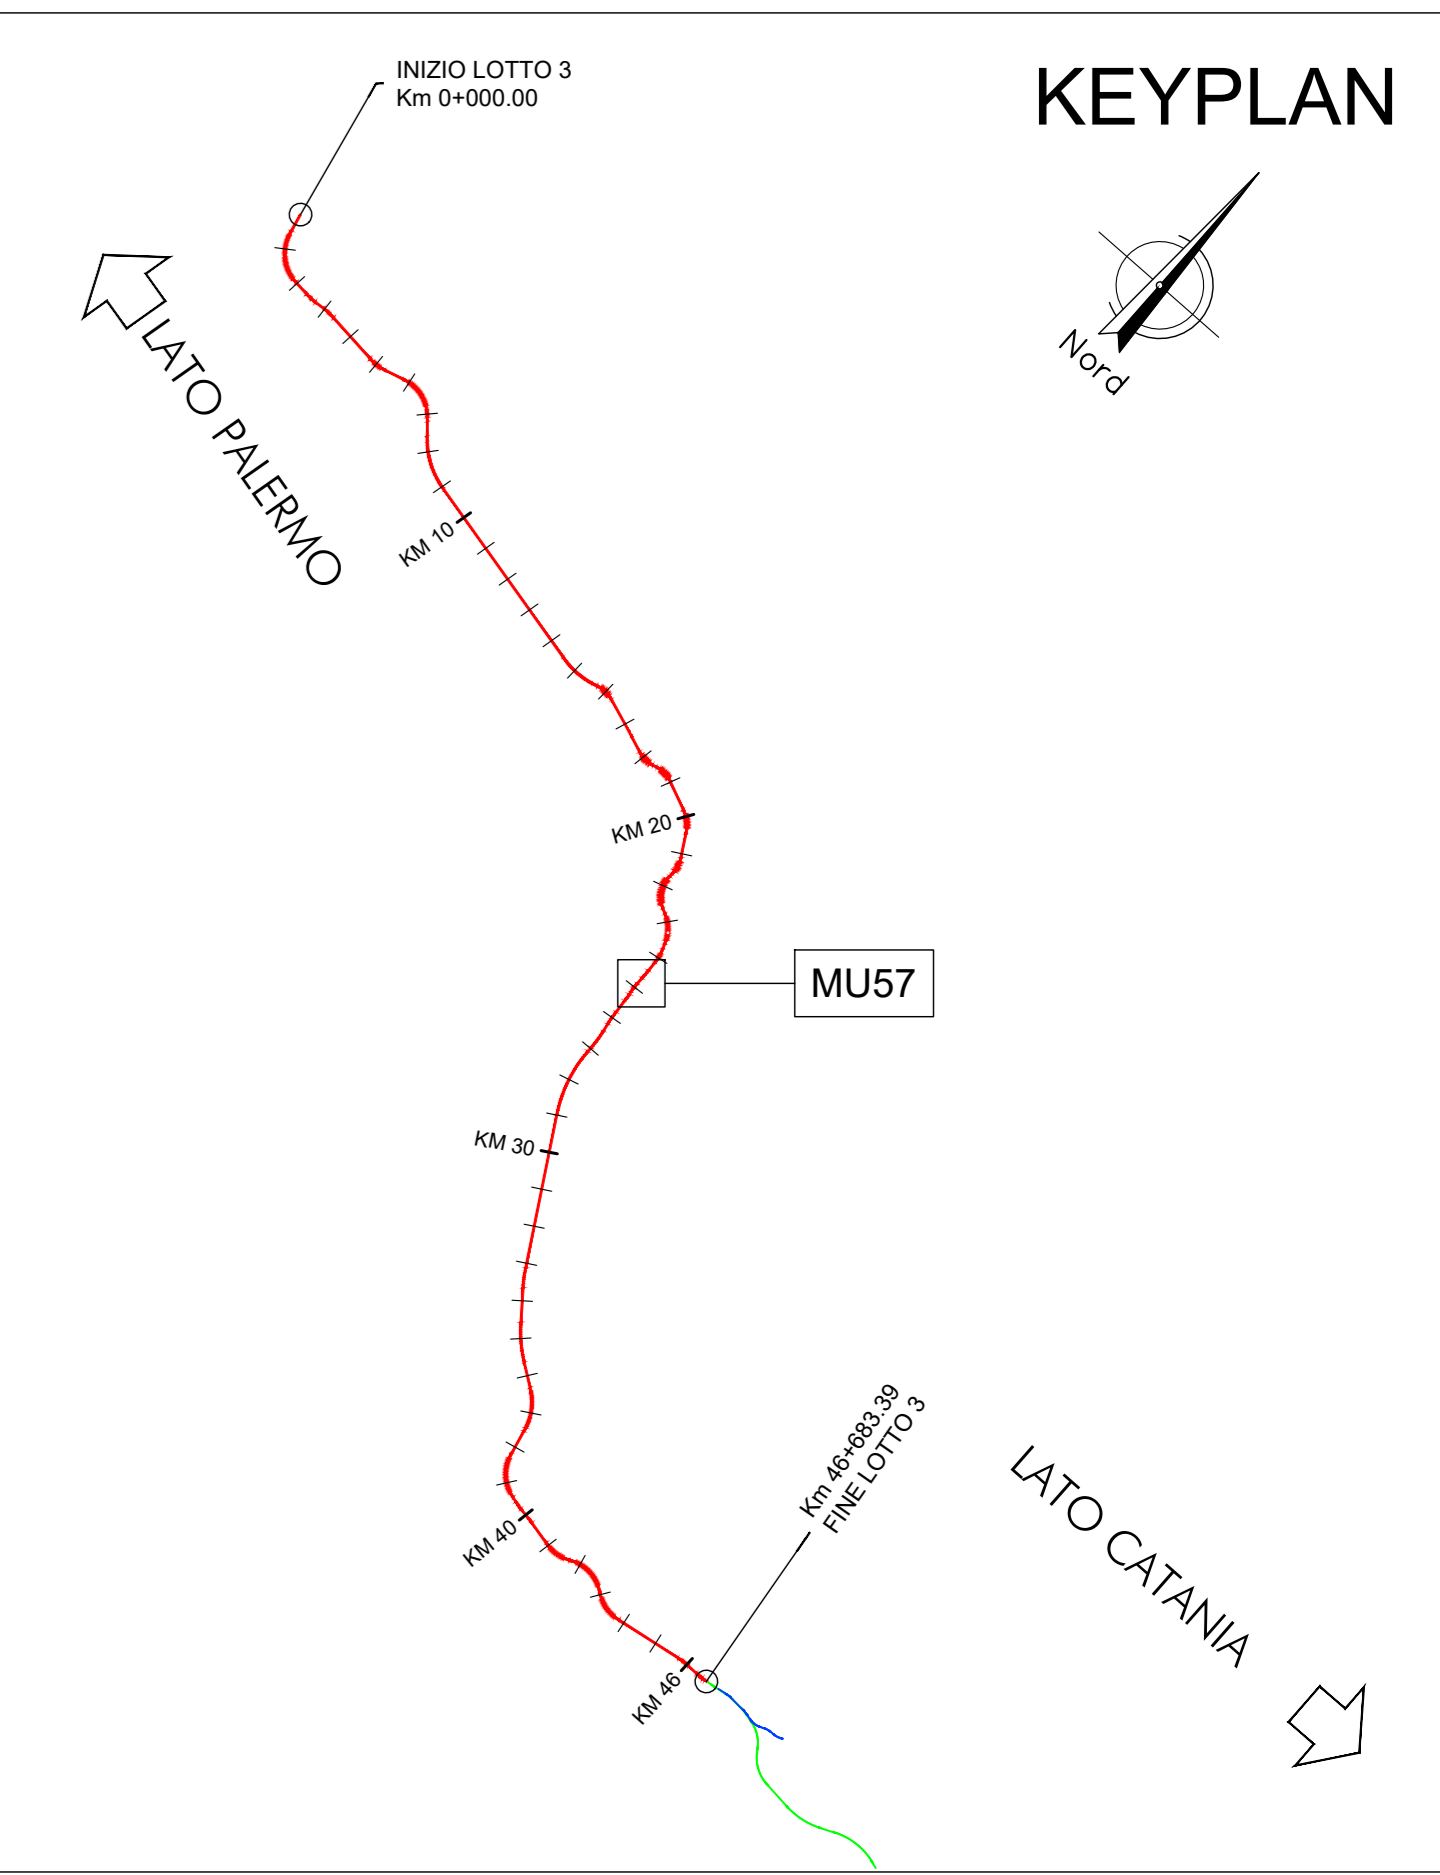 INIZIO LOTTO 3
Km 0+000.00
KEYPLAN
Nord
LATO PALERMO
KM 10
KM 20
MU57
KM 30
Km 46+683.39
FINE LOTTO 3
LATO CATANIA
KM 40
KM 46